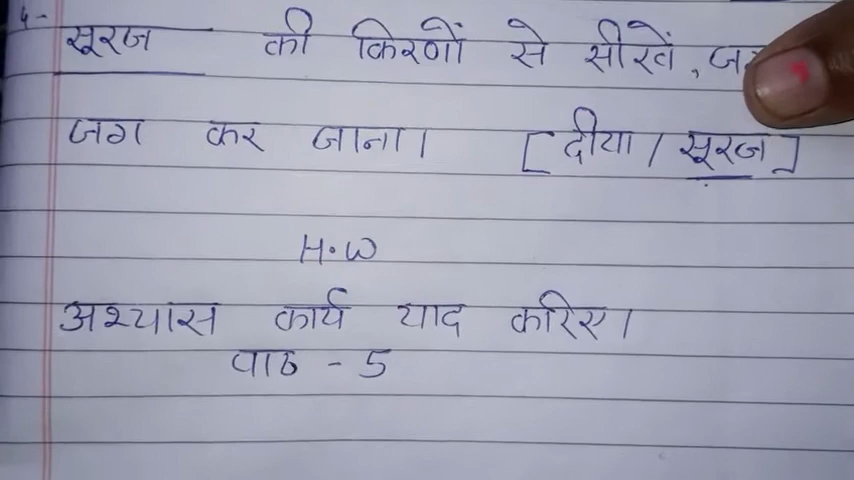 4- सूरज की किरणों से सीखें,
जग कर जाना। [दीया / सूरज]
H.W
अभ्यास कार्य याद करिए।
पाठ - 5